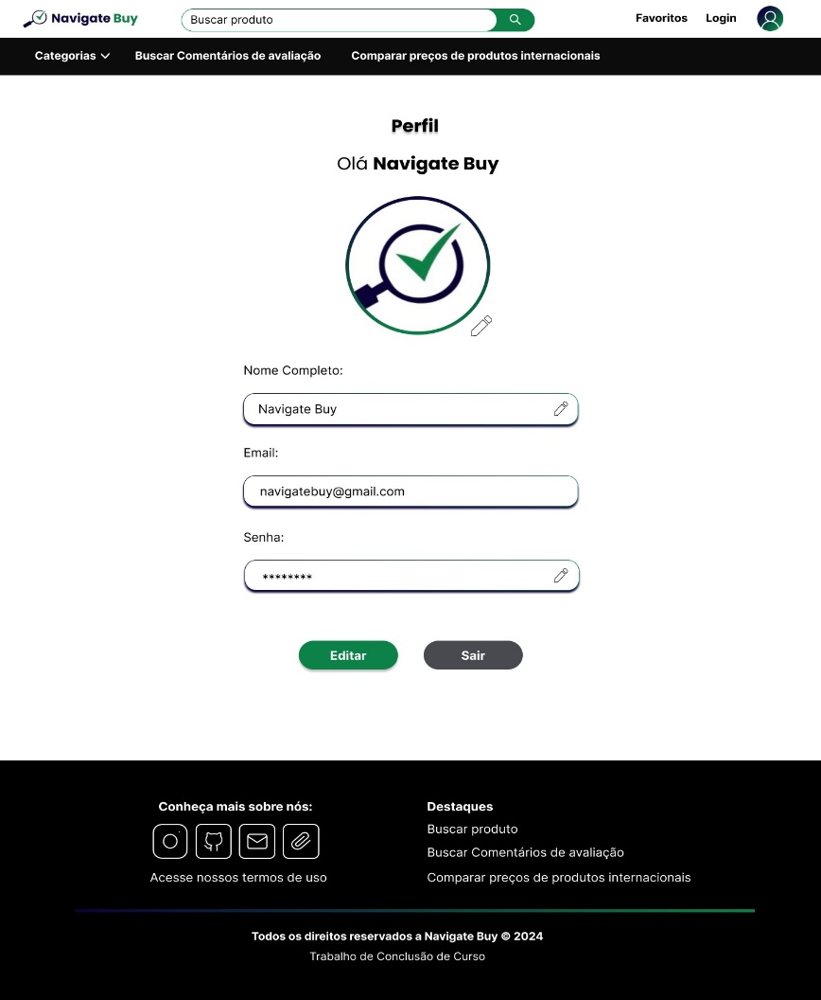 Navigate Buy
Buscar produto
Favoritos
Login
Categorias
Buscar Comentários de avaliação
Comparar preços de produtos internacionais
Perfil
Olá Navigate Buy
Nome Completo:
Navigate Buy
Email:
navigatebuy@gmail.com
Senha:
********
Editar
Sair
Conheça mais sobre nós:
Acesse nossos termos de uso
Destaques
Buscar produto
Buscar Comentários de avaliação
Comparar preços de produtos internacionais
Todos os direitos reservados a Navigate Buy © 2024
Trabalho de Conclusão de Curso